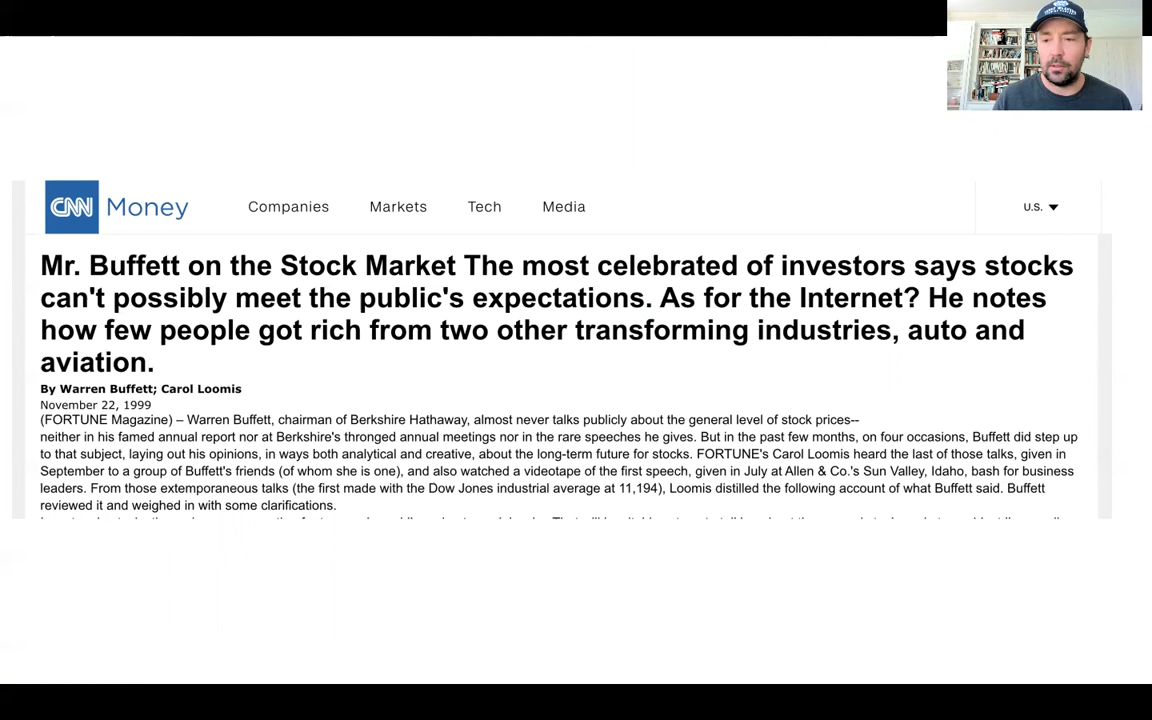 CNN Money Companies Markets Tech Media U.S.
Mr. Buffett on the Stock Market The most celebrated of investors says stocks
can't possibly meet the public's expectations. As for the Internet? He notes
how few people got rich from two other transforming industries, auto and
aviation.
By Warren Buffett; Carol Loomis
November 22, 1999
(FORTUNE Magazine) – Warren Buffett, chairman of Berkshire Hathaway, almost never talks publicly about the general level of stock prices--
neither in his famed annual report nor at Berkshire's thronged annual meetings nor in the rare speeches he gives. But in the past few months, on four occasions, Buffett did step up
to that subject, laying out his opinions, in ways both analytical and creative, about the long-term future for stocks. FORTUNE's Carol Loomis heard the last of those talks, given in
September to a group of Buffett's friends (of whom she is one), and also watched a videotape of the first speech, given in July at Allen & Co.'s Sun Valley, Idaho, bash for business
leaders. From those extemporaneous talks (the first made with the Dow Jones industrial average at 11,194), Loomis distilled the following account of what Buffett said. Buffett
reviewed it and weighed in with some clarifications.